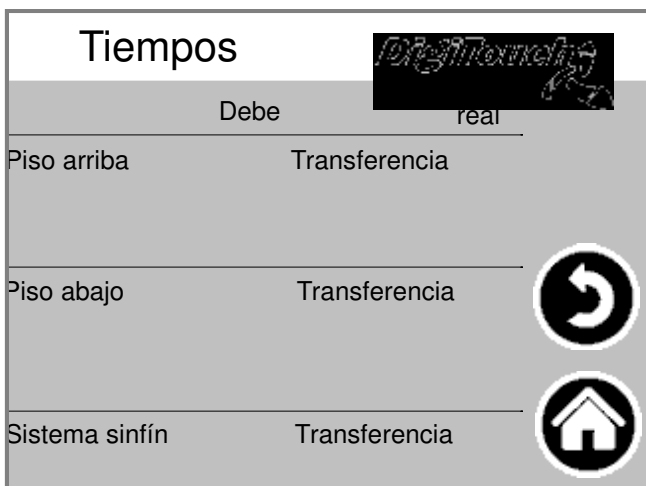 Tiempos
DigiTouch
Debe real
Piso arriba Transferencia
Piso abajo Transferencia
Sistema sinfín Transferencia